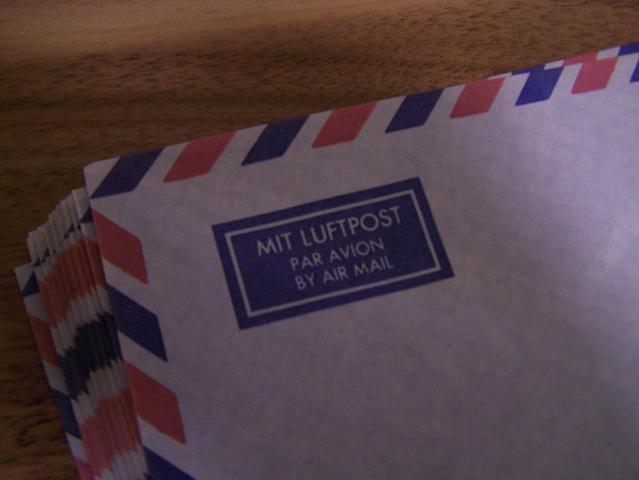 MIT LUFTPOST
PAR AVION
BY AIR MAIL